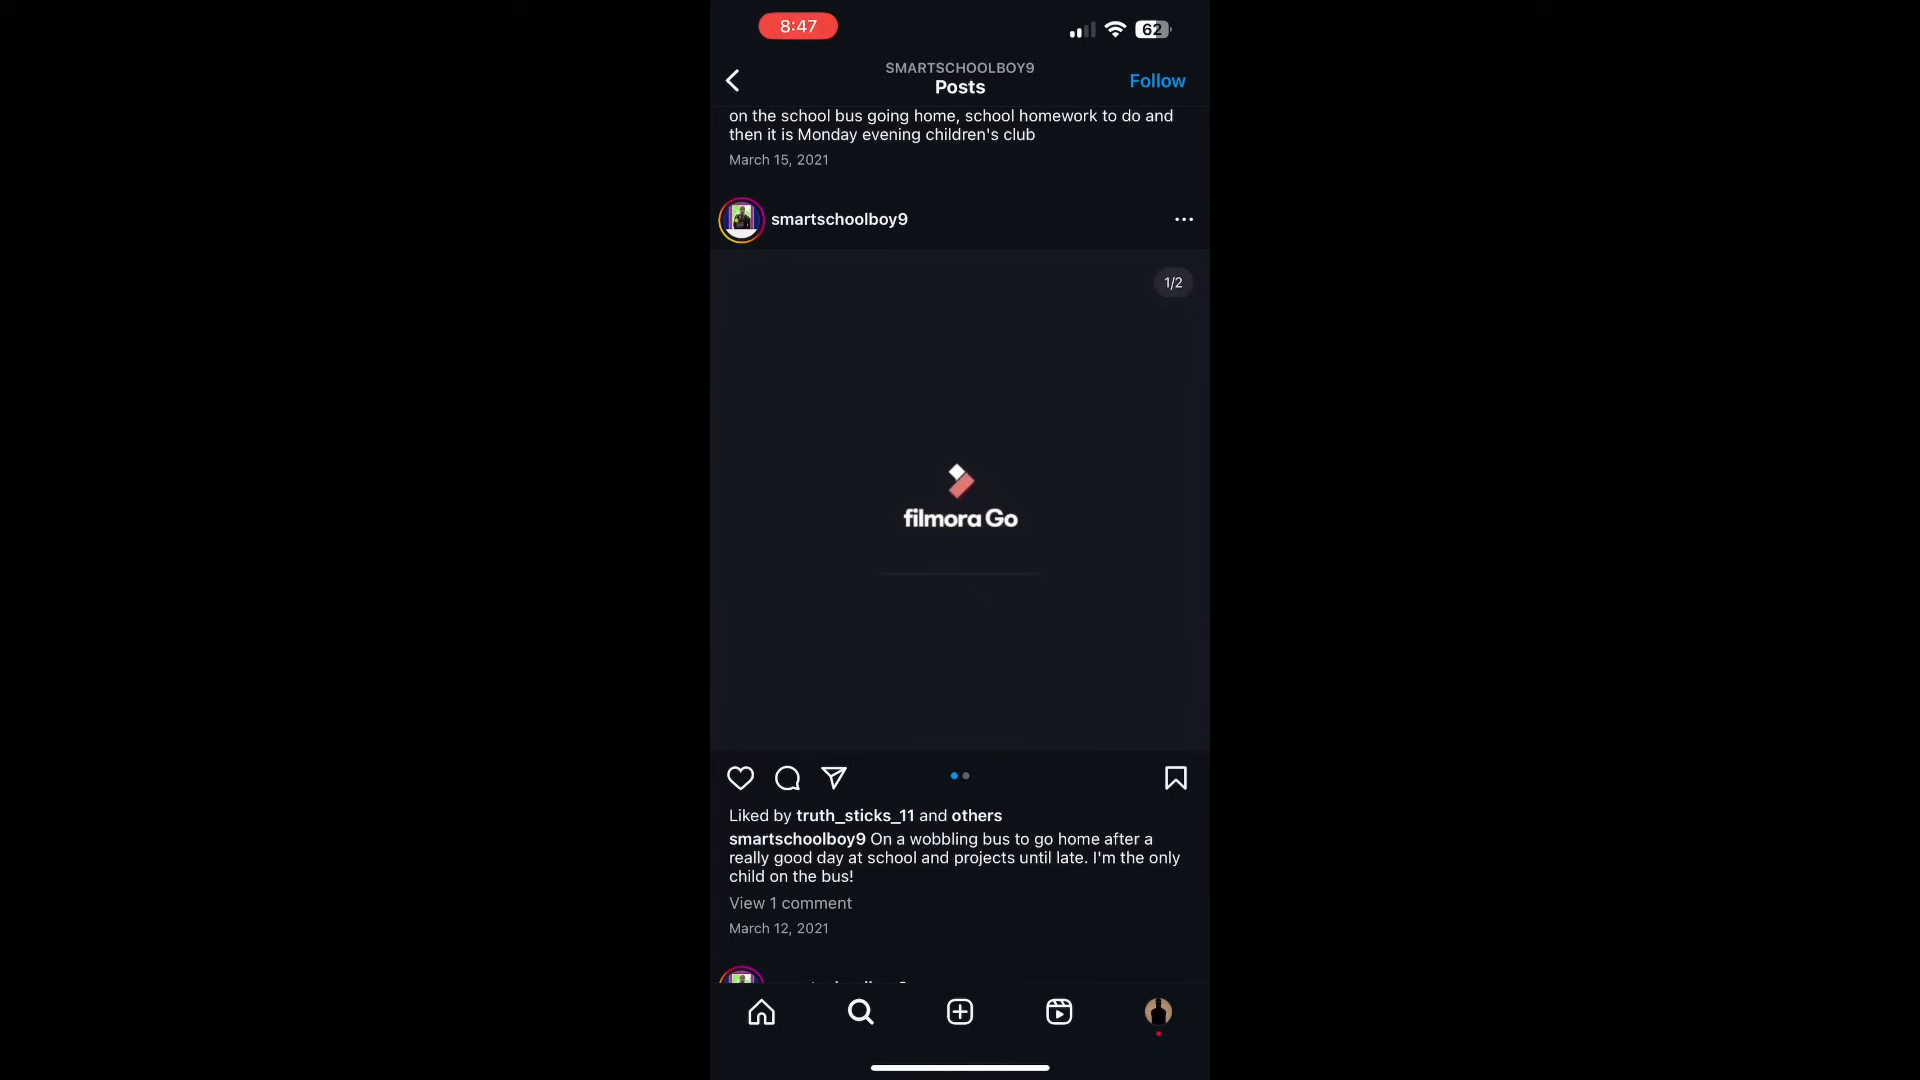 8:47
62
SMARTSCHOOLBOY9
Posts
Follow
on the school bus going home, school homework to do and
then it is Monday evening children's club
March 15, 2021
smartschoolboy9
1/2
filmora Go
Liked by truth_sticks_11 and others
smartschoolboy9 On a wobbling bus to go home after a
really good day at school and projects until late. I'm the only
child on the bus!
View 1 comment
March 12, 2021